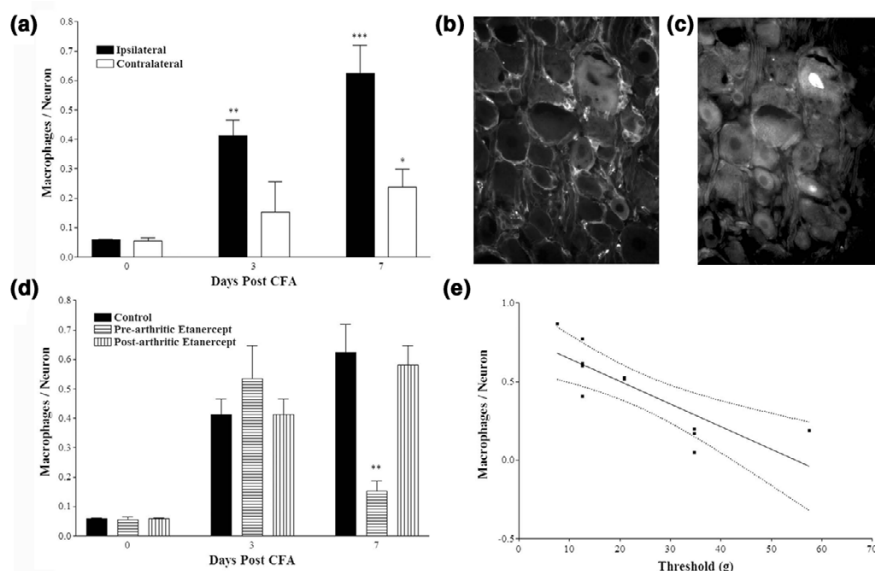 (a)
Macrophages / Neuron
0.8
0.7
0.6
0.5
0.4
0.3
0.2
0.1
0.0
Ipsilateral
Contralateral
**
***
*
0 3 7
Days Post CFA
(b)
(c)
(d)
Macrophages / Neuron
0.8
0.7
0.6
0.5
0.4
0.3
0.2
0.1
0.0
Control
Pre-arthritic Etanercept
Post-arthritic Etanercept
**
0 3 7
Days Post CFA
(e)
Macrophages / Neuron
1.0
0.5
0.0
-0.5
0 10 20 30 40 50 60 70
Threshold (g)